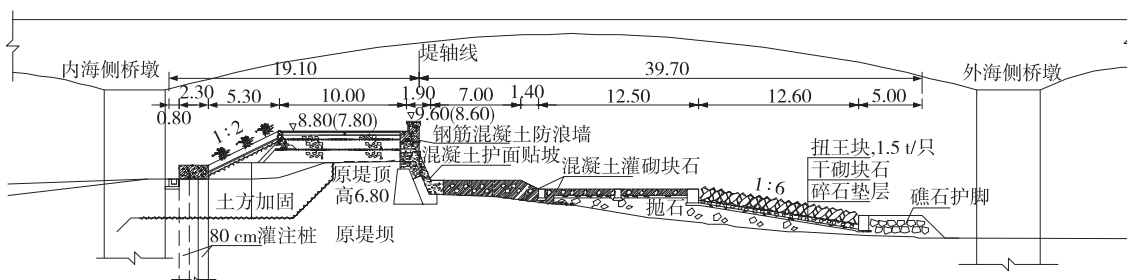 堤轴线
内海侧桥墩
19.10
39.70
外海侧桥墩
2.30
5.30
10.00
1.90
7.00
1.40
12.50
12.60
5.00
0.80
1:2
8.80(7.80)
9.60(8.60)
钢筋混凝土防浪墙
混凝土护面贴坡
混凝土灌砌块石
扭王块,1.5 t/只
干砌块石
碎石垫层
1:6
礁石护脚
原堤顶
高6.80
土方加固
抛石
80 cm灌注桩
原堤坝